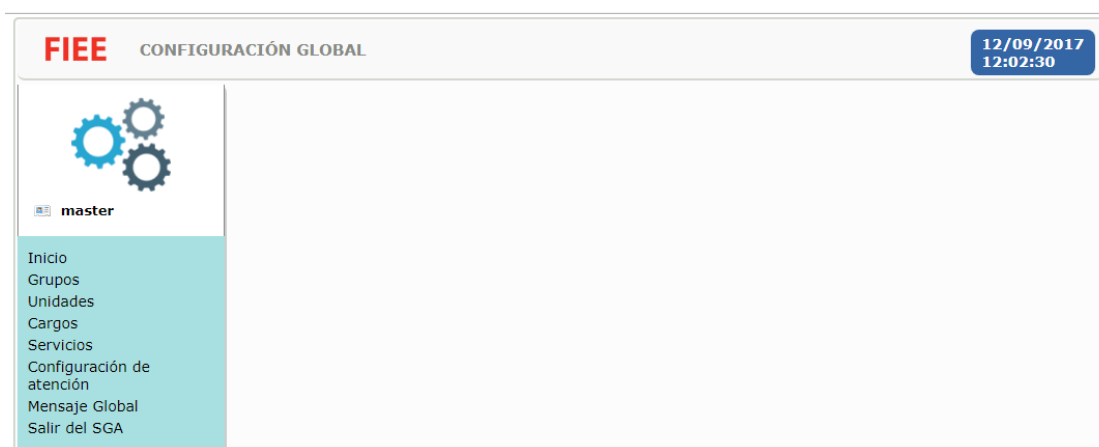 FIEE
CONFIGURACIÓN GLOBAL
12/09/2017
12:02:30
master
Inicio
Grupos
Unidades
Cargos
Servicios
Configuración de
atención
Mensaje Global
Salir del SGA